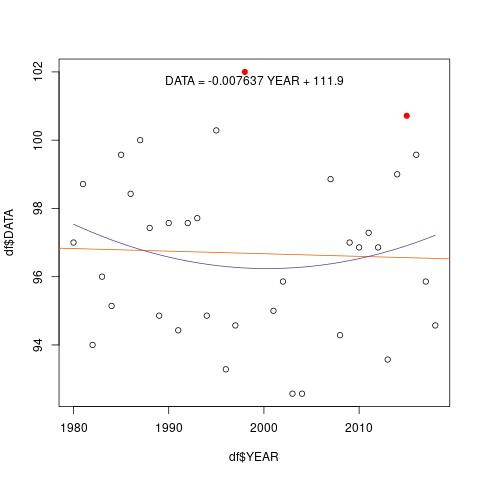 DATA = -0.007637 YEAR + 111.9
102
100
98
96
94
df$DATA
1980 1990 2000 2010
df$YEAR